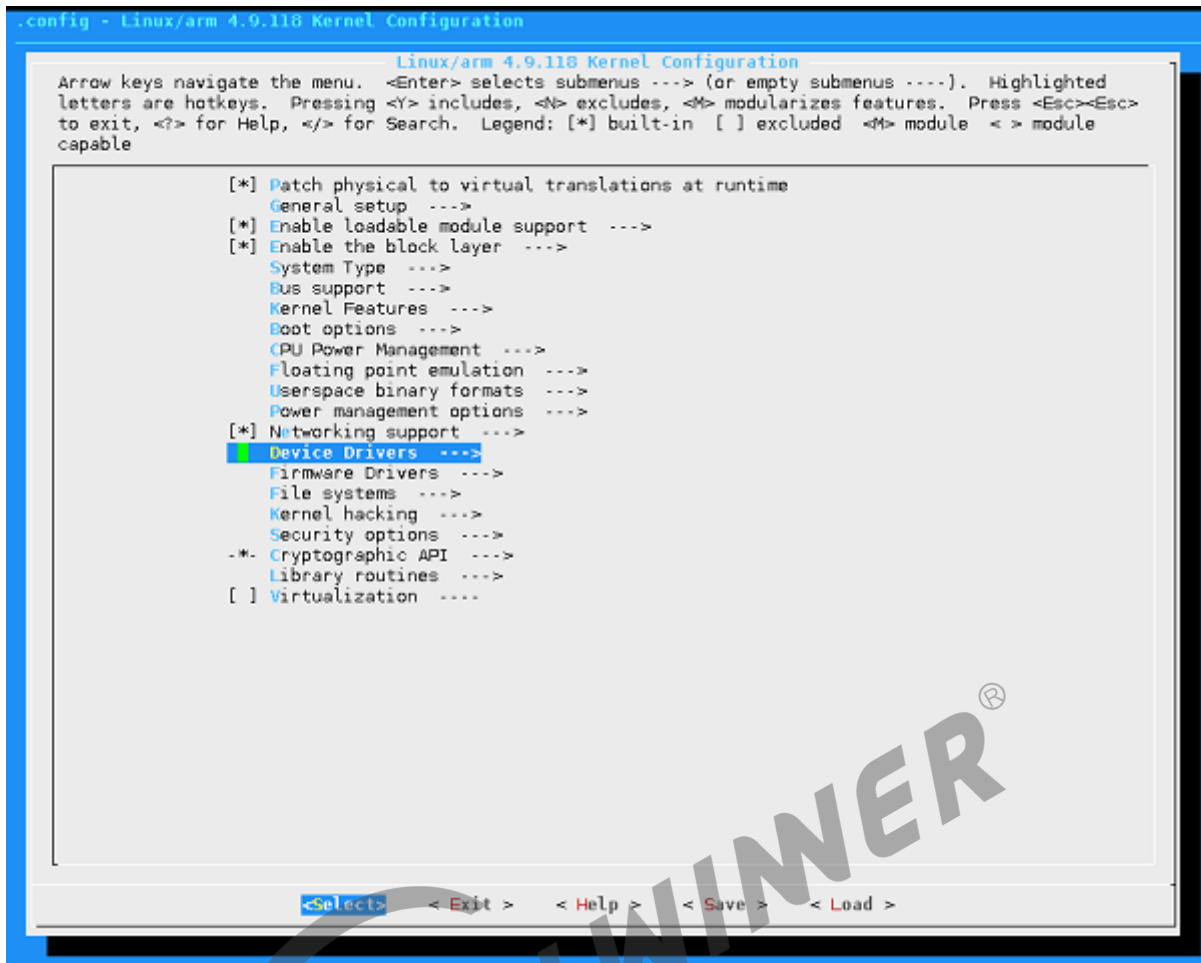 .config - Linux/arm 4.9.118 Kernel Configuration
Linux/arm 4.9.118 Kernel Configuration
Arrow keys navigate the menu. <Enter> selects submenus ---> (or empty submenus ----). Highlighted
letters are hotkeys. Pressing <Y> includes, <N> excludes, <M> modularizes features. Press <Esc><Esc>
to exit, <?> for Help, </> for Search. Legend: [*] built-in [ ] excluded <M> module < > module
capable
[*] Patch physical to virtual translations at runtime
General setup --->
[*] Enable loadable module support --->
[*] Enable the block layer --->
System Type --->
Bus support --->
Kernel Features --->
Boot options --->
CPU Power Management --->
Floating point emulation --->
Userspace binary formats --->
Power management options --->
[*] Networking support --->
Device Drivers --->
Firmware Drivers --->
File systems --->
Kernel hacking --->
Security options --->
-*- Cryptographic API --->
Library routines --->
[ ] Virtualization ----
<Select> < Exit > < Help > < Save > < Load >